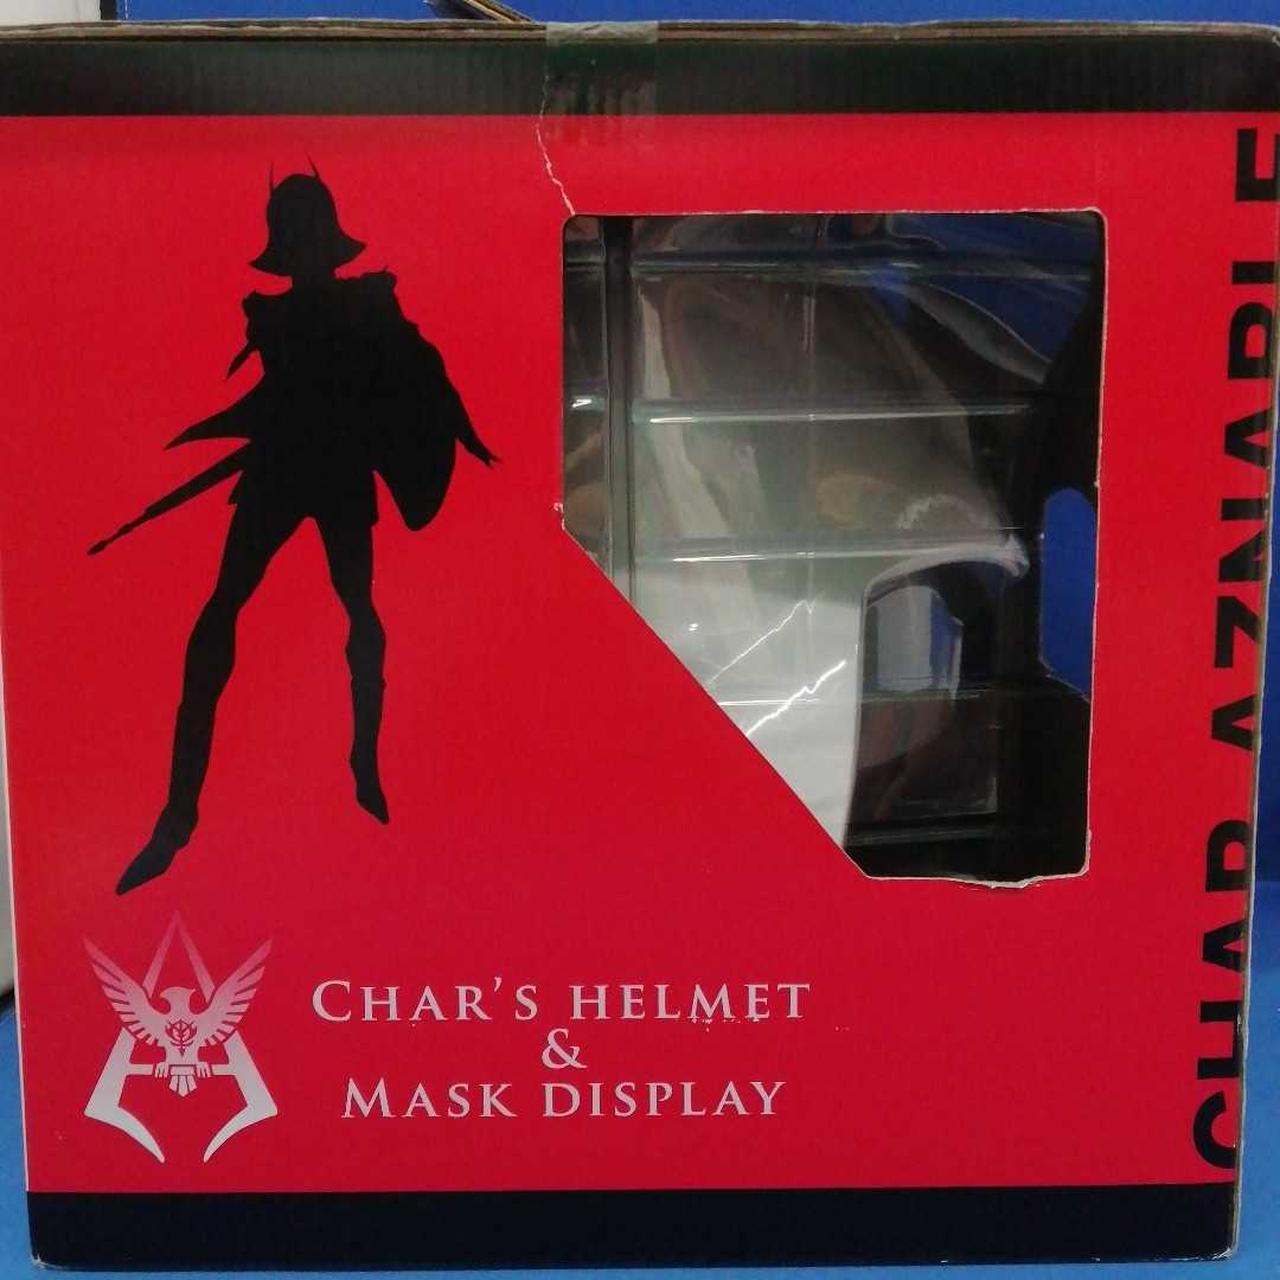 CHAR'S HELMET
&
MASK DISPLAY
CHAR AZNABLE